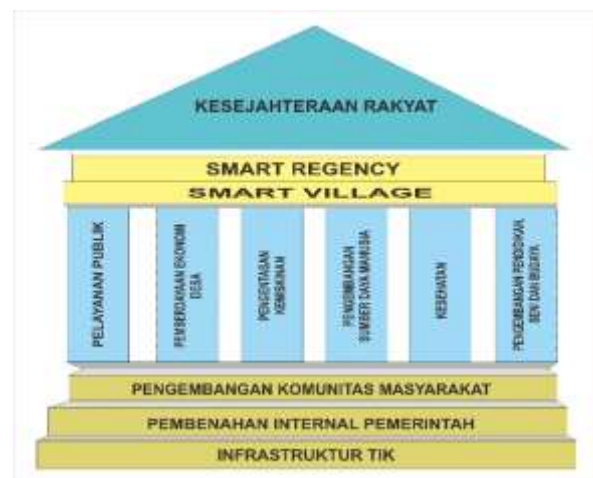 KESEJAHTERAAN RAKYAT
SMART REGENCY
SMART VILLAGE
PELAYANAN PUBLIK
PEMBERDAYAAN EKONOMI
DESA
PENGENTASAN
KEMISKINAN
PENGEMBANGAN
SUMBER DAYA MANUSIA
KESEHATAN
PENGEMBANGAN PENDIDIKAN,
SENI DAN BUDAYA
PENGEMBANGAN KOMUNITAS MASYARAKAT
PEMBENAHAN INTERNAL PEMERINTAH
INFRASTRUKTUR TIK